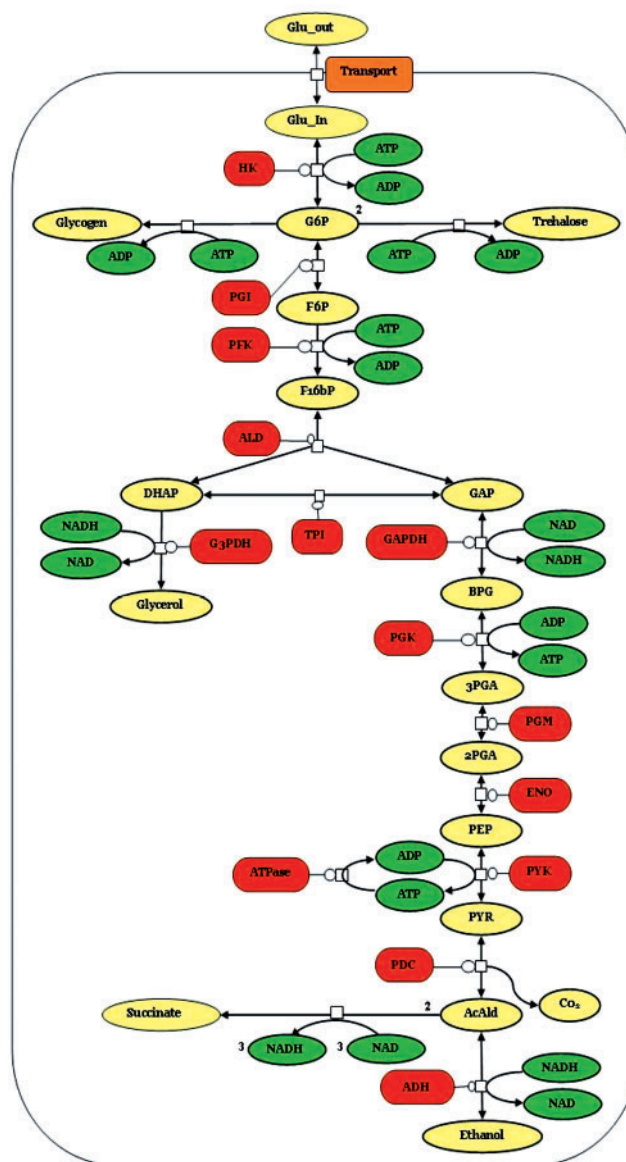 Glu_out
Transport
Glu_In
HK
ATP
ADP
Glycogen
G6P
2
Trehalose
ADP
ATP
ATP
ADP
PGI
F6P
PFK
ATP
ADP
F16bP
ALD
DHAP
GAP
NADH
NAD
G3PDH
TPI
GAPDH
NAD
NADH
Glycerol
BPG
PGK
ADP
ATP
3PGA
PGM
2PGA
ENO
PEP
ATPase
ADP
ATP
PYK
PYR
PDC
Co₂
Succinate
2
AcAld
3
NADH
3
NAD
ADH
NADH
NAD
Ethanol